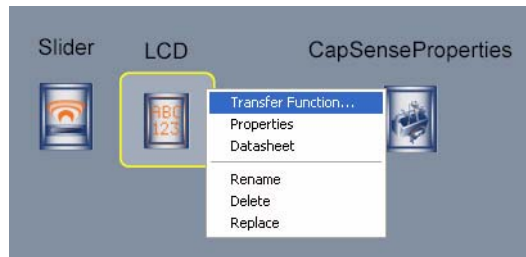 Slider
LCD
CapSenseProperties
ABC
123
Transfer Function...
Properties
Datasheet
Rename
Delete
Replace